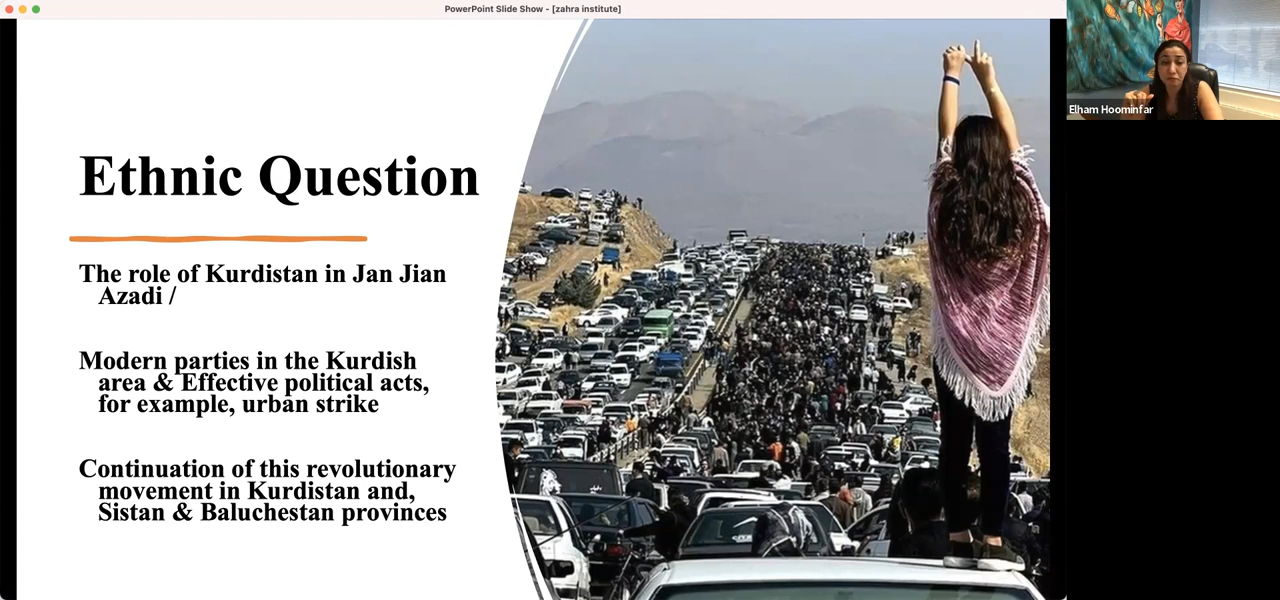 PowerPoint Slide Show - [zahra institute]
Ethnic Question
The role of Kurdistan in Jan Jian
Azadi /
Modern parties in the Kurdish
area & Effective political acts,
for example, urban strike
Continuation of this revolutionary
movement in Kurdistan and,
Sistan & Baluchestan provinces
Elham Hoominfar